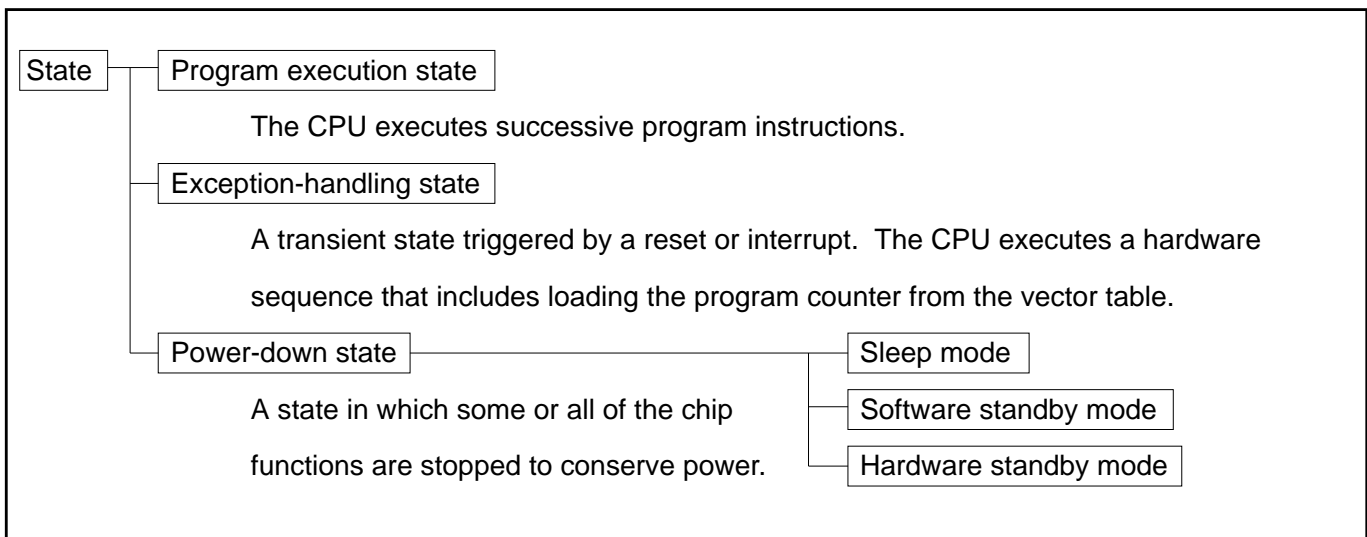 State
Program execution state
The CPU executes successive program instructions.
Exception-handling state
A transient state triggered by a reset or interrupt.  The CPU executes a hardware
sequence that includes loading the program counter from the vector table.
Power-down state
Sleep mode
A state in which some or all of the chip
Software standby mode
functions are stopped to conserve power.
Hardware standby mode